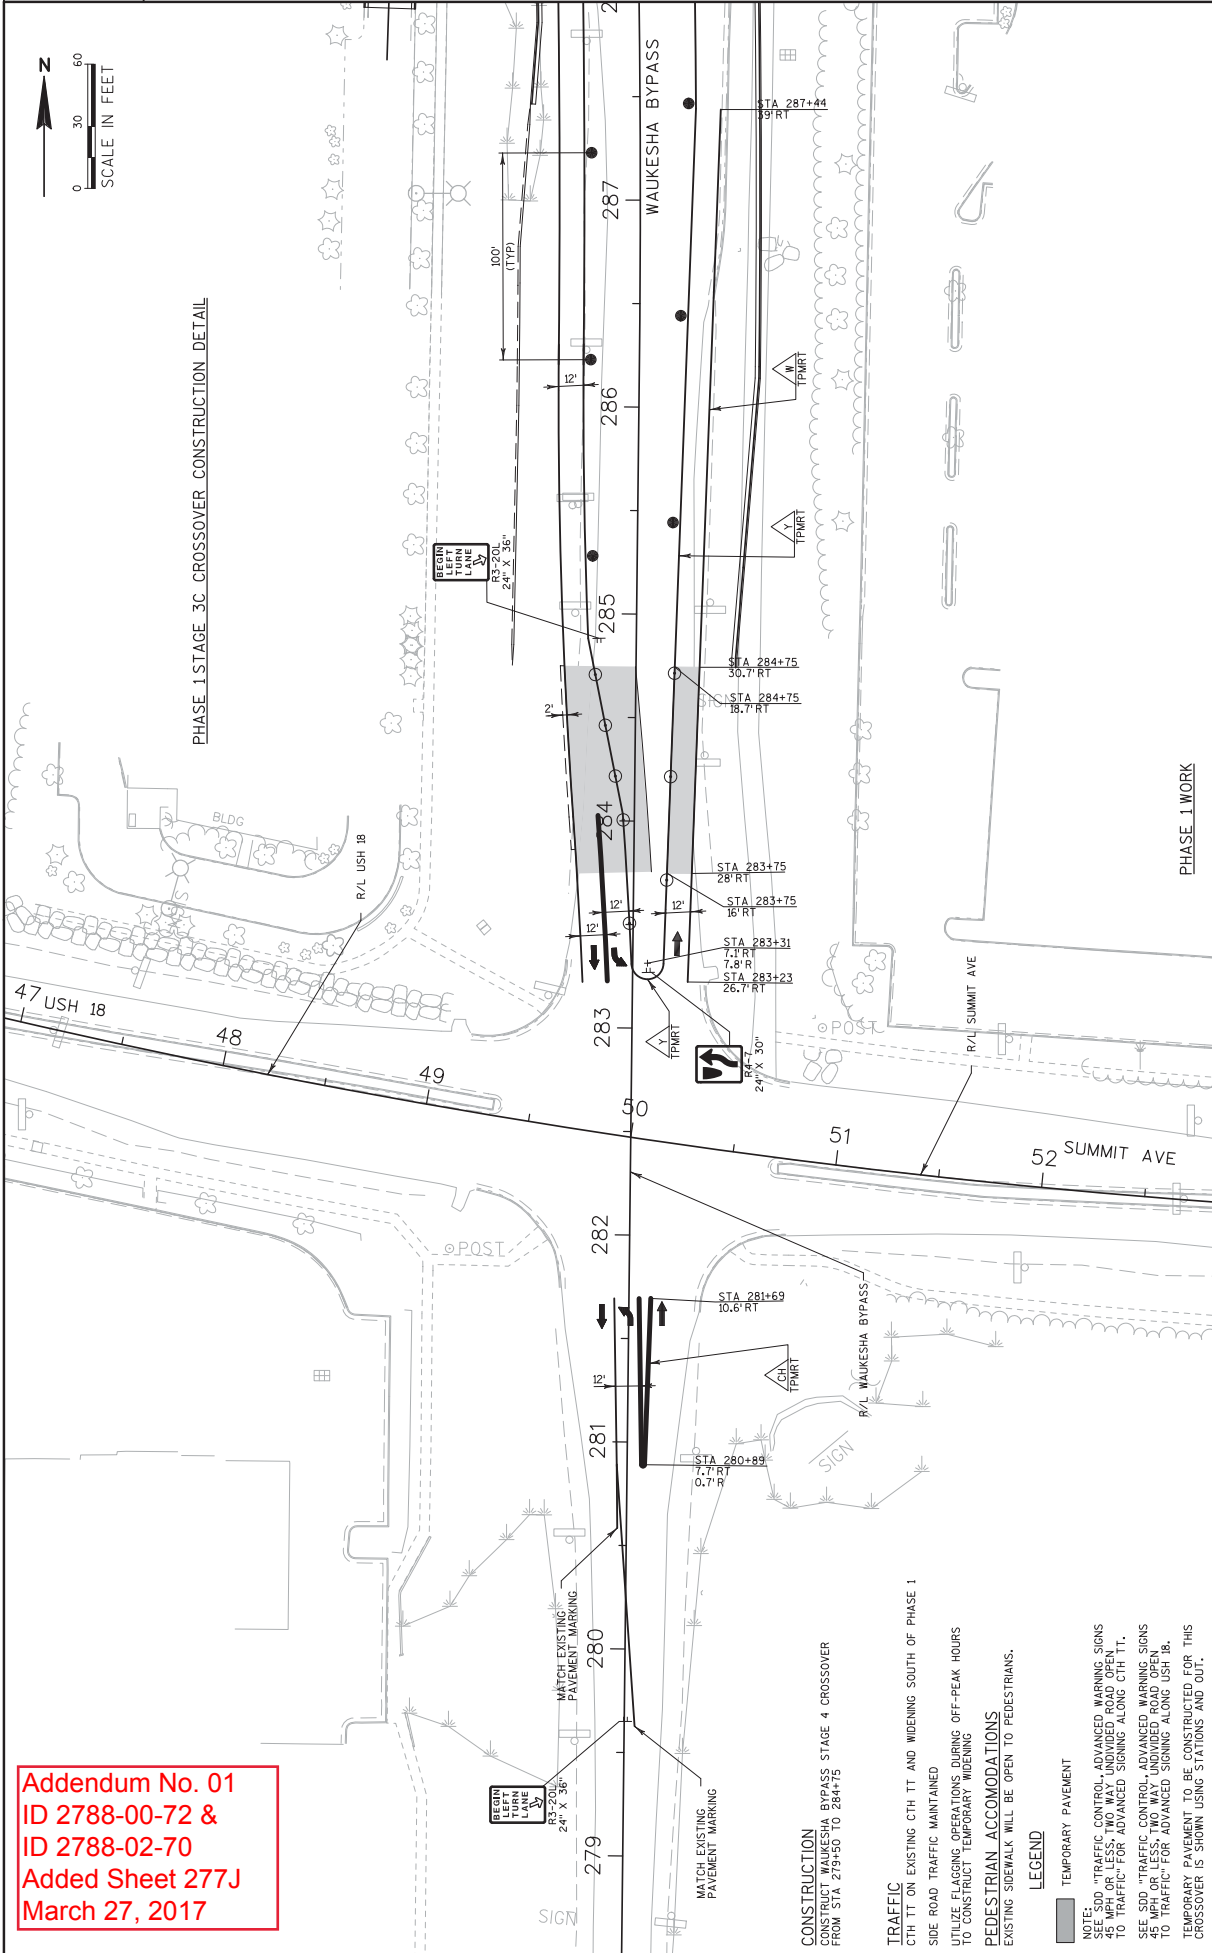 N
0 30 60
SCALE IN FEET
PHASE 1 STAGE 3C CROSSOVER CONSTRUCTION DETAIL
WAUKESHA BYPASS
287
286
285
284
283
282
281
280
279
100'
(TYP)
12'
STA 287+44
39' RT
W
TPMRT
Y
TPMRT
BEGIN
LEFT
TURN
LANE
R3-20L
24" X 36"
2'
STA 284+75
30.7' RT
SIGN
STA 284+75
18.7' RT
BLDG
SIGN
R/L USH 18
STA 283+75
28' RT
STA 283+75
16' RT
12'
12'
12'
STA 283+31
7.1' RT
7.8' R
STA 283+23
26.7' RT
Y
TPMRT
R4-7
24" X 30"
POST
R/L SUMMIT AVE
PHASE 1 WORK
47
USH 18
48
49
50
51
52
SUMMIT AVE
POST
STA 281+69
10.6' RT
CH
TPMRT
12'
R/L WAUKESHA BYPASS
STA 280+89
7.7' RT
0.7' R
SIGN
MATCH EXISTING
PAVEMENT MARKING
MATCH EXISTING
PAVEMENT MARKING
BEGIN
LEFT
TURN
LANE
R3-20L
24" X 36"
SIGN
CONSTRUCTION
CONSTRUCT WAUKESHA BYPASS STAGE 4 CROSSOVER
FROM STA 279+50 TO 284+75
TRAFFIC
CTH TT ON EXISTING CTH TT AND WIDENING SOUTH OF PHASE 1
SIDE ROAD TRAFFIC MAINTAINED
UTILIZE FLAGGING OPERATIONS DURING OFF-PEAK HOURS
TO CONSTRUCT TEMPORARY WIDENING
PEDESTRIAN ACCOMODATIONS
EXISTING SIDEWALK WILL BE OPEN TO PEDESTRIANS.
LEGEND
TEMPORARY PAVEMENT
NOTE:
SEE SDD "TRAFFIC CONTROL, ADVANCED WARNING SIGNS
45 MPH OR LESS, TWO WAY UNDIVIDED ROAD OPEN
TO TRAFFIC" FOR ADVANCED SIGNING ALONG CTH TT.
SEE SDD "TRAFFIC CONTROL, ADVANCED WARNING SIGNS
45 MPH OR LESS, TWO WAY UNDIVIDED ROAD OPEN
TO TRAFFIC" FOR ADVANCED SIGNING ALONG USH 18.
TEMPORARY PAVEMENT TO BE CONSTRUCTED FOR THIS
CROSSOVER IS SHOWN USING STATIONS AND OUT.
Addendum No. 01
ID 2788-00-72 &
ID 2788-02-70
Added Sheet 277J
March 27, 2017